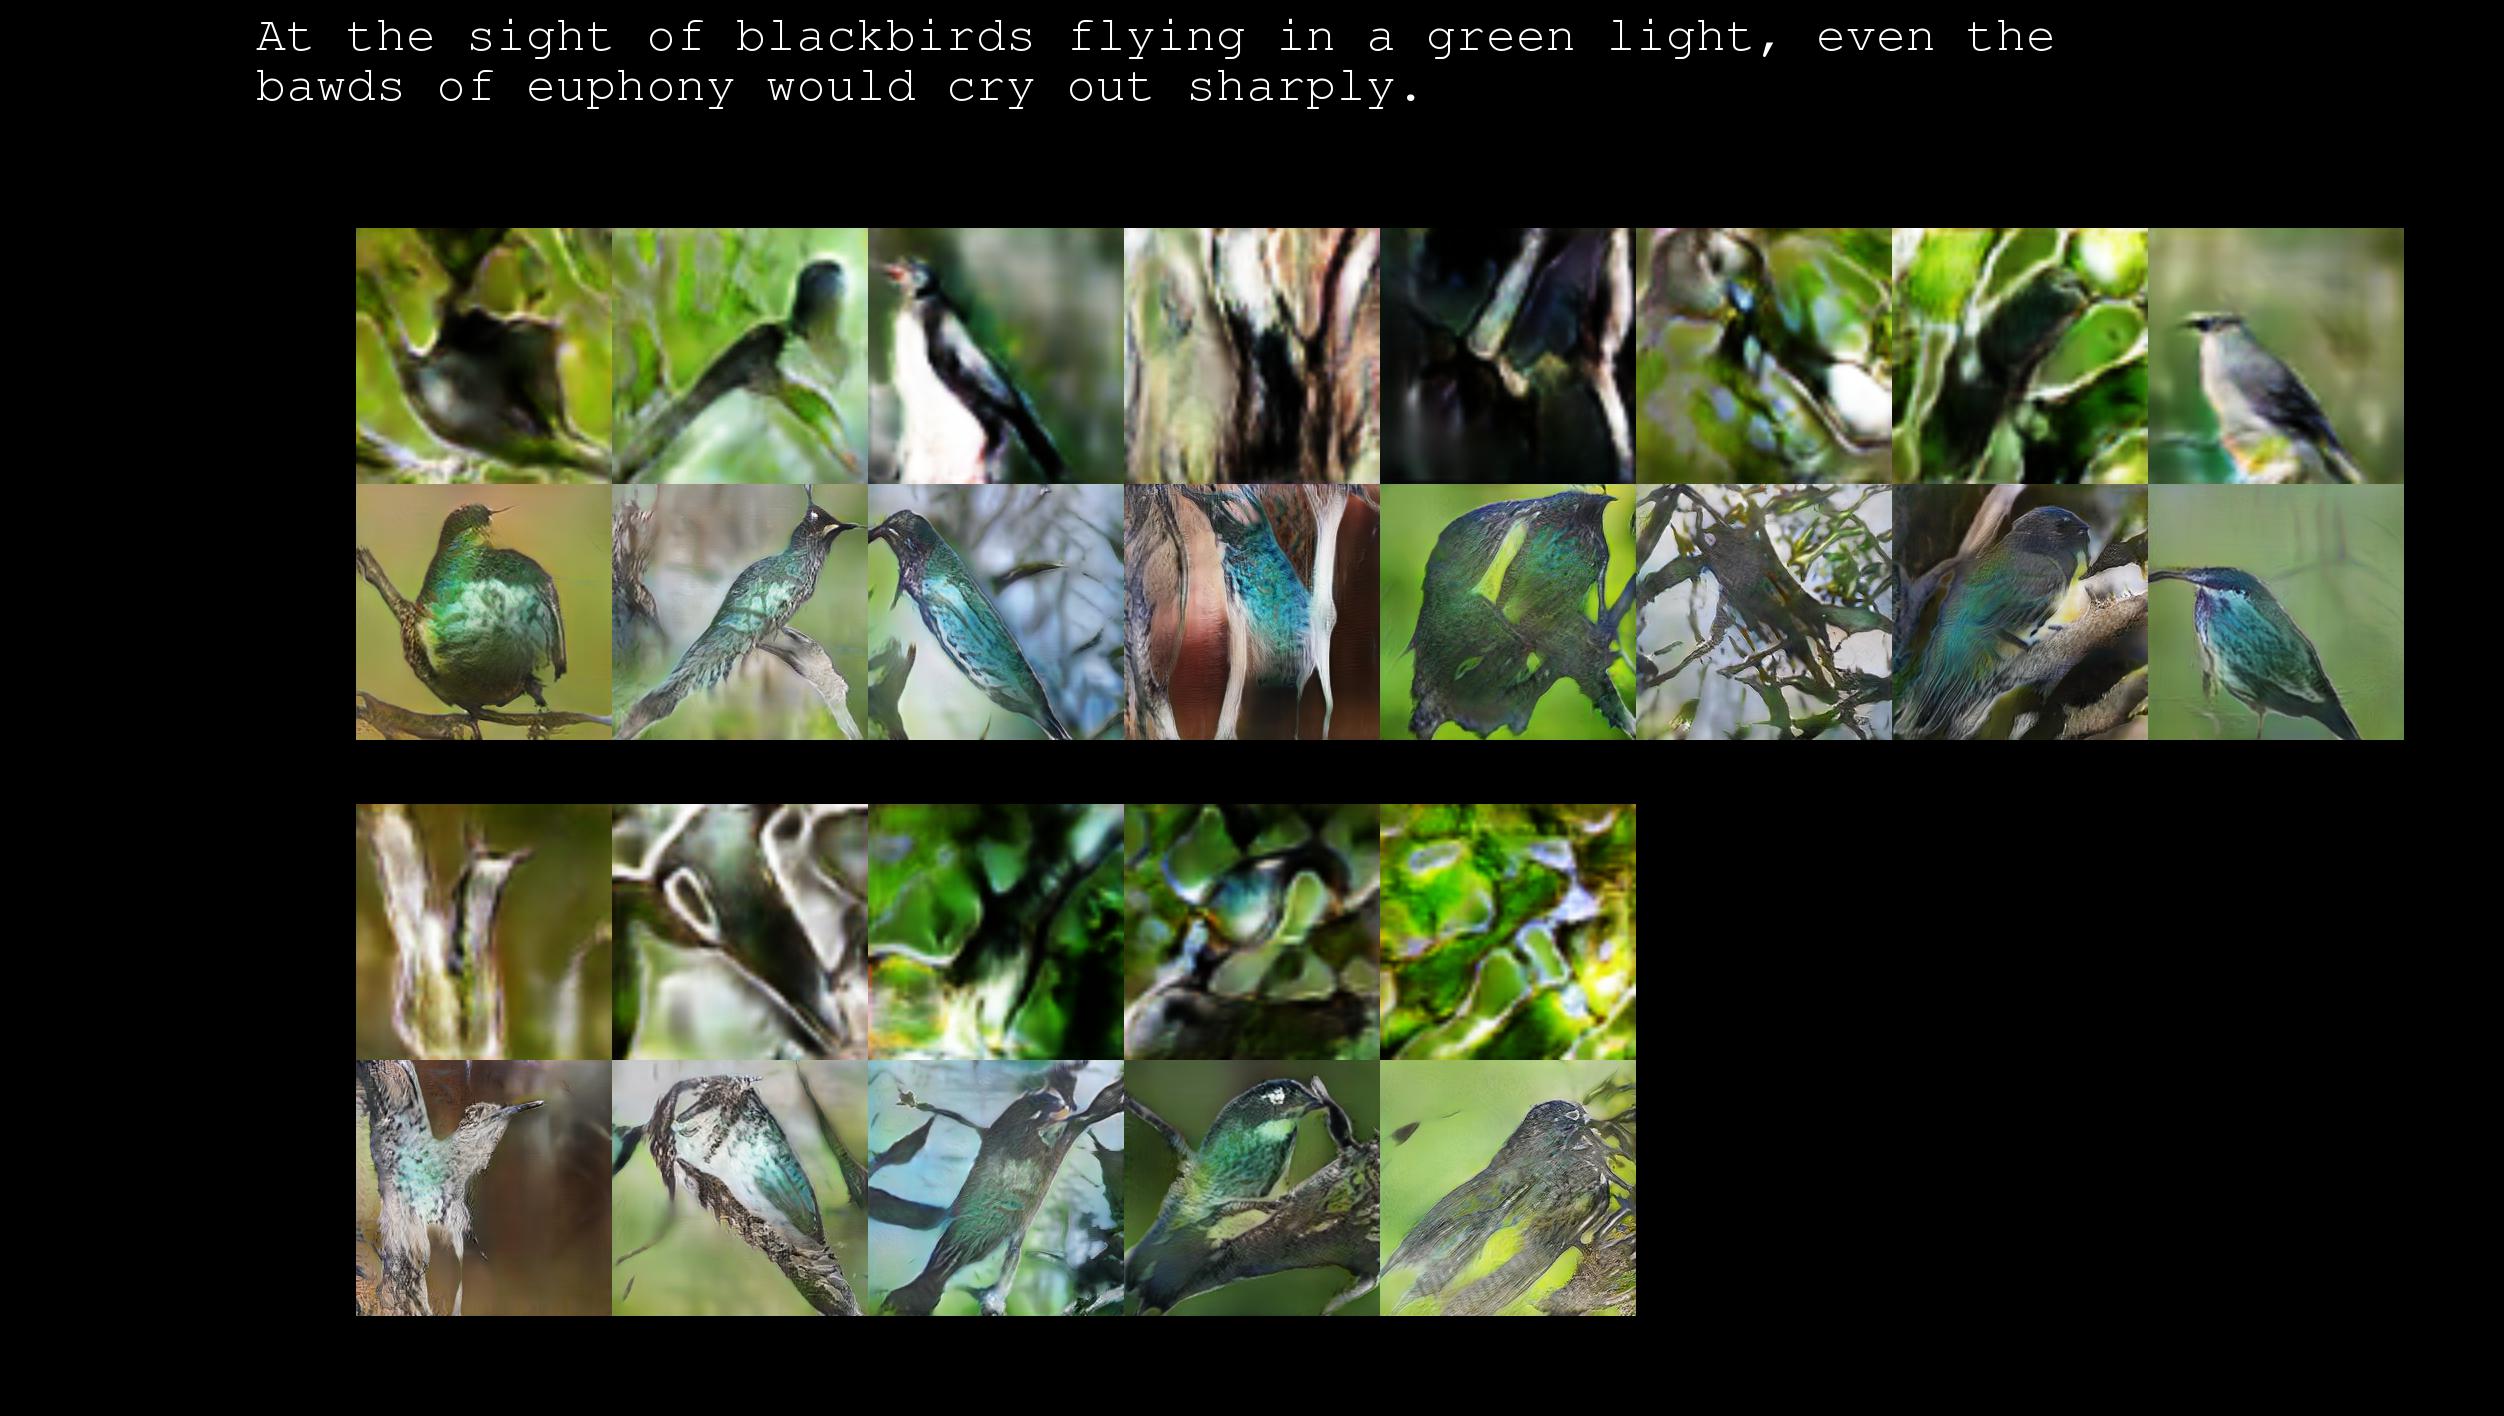 At the sight of blackbirds flying in a green light, even the
bawds of euphony would cry out sharply.